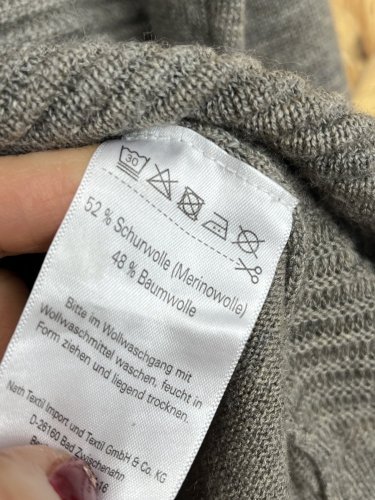 30
52 % Schurwolle (Merinowolle)
48 % Baumwolle
Bitte im Wollwaschgang mit
Wollwaschmittel waschen, feucht in
Form ziehen und liegend trocknen.
Nath Textil Import und Textil GmbH & Co. KG
D-26160 Bad Zwischenahn